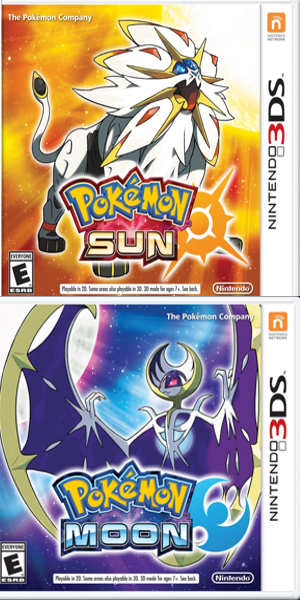 The Pokémon Company
NINTENDO
NETWORK
NINTENDO 3DS
Pokémon
SUN
EVERYONE
E
ESRB
Playable in 2D. Some areas also playable in 3D. 3D mode for ages 7+. See back.
Nintendo
The Pokémon Company
NINTENDO
NETWORK
NINTENDO 3DS
Pokémon
MOON
EVERYONE
E
ESRB
Playable in 2D. Some areas also playable in 3D. 3D mode for ages 7+. See back.
Nintendo